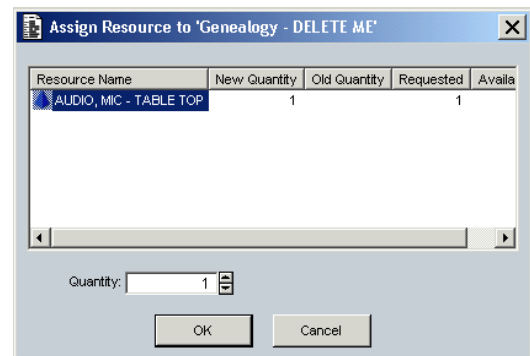 Assign Resource to 'Genealogy - DELETE ME'
Resource Name New Quantity Old Quantity Requested Availa
AUDIO, MIC - TABLE TOP 1 1
Quantity: 1
OK Cancel